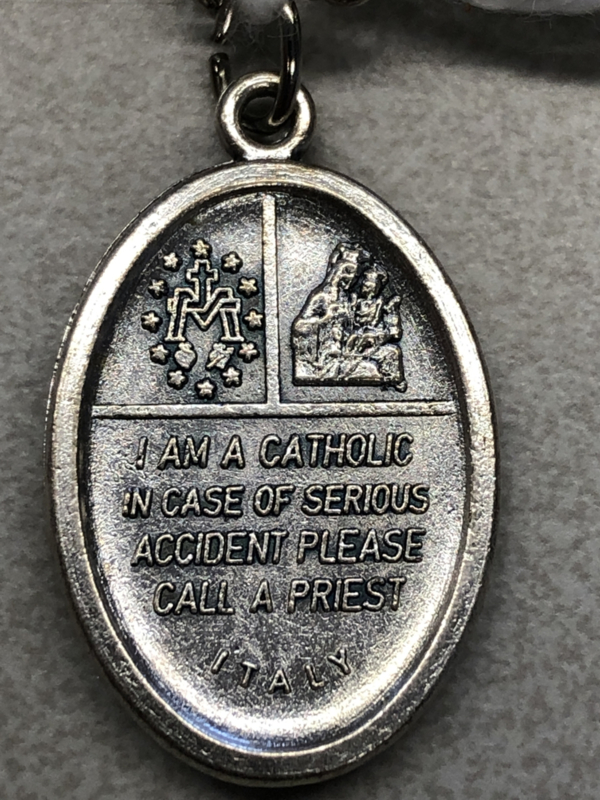 I AM A CATHOLIC
IN CASE OF SERIOUS
ACCIDENT PLEASE
CALL A PRIEST
ITALY